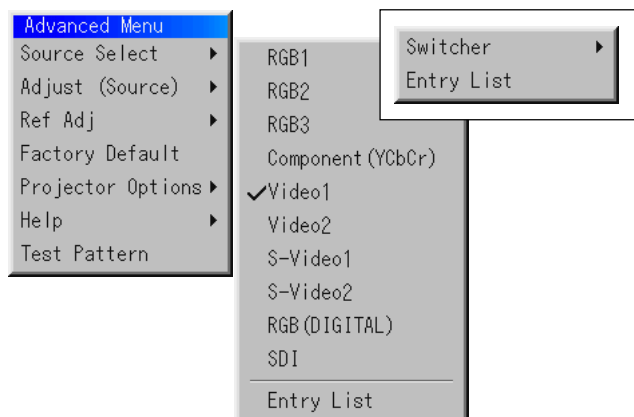 Advanced Menu
Source Select
Adjust (Source)
Ref Adj
Factory Default
Projector Options
Help
Test Pattern
RGB1
RGB2
RGB3
Component(YCbCr)
Video1
Video2
S-Video1
S-Video2
RGB(DIGITAL)
SDI
Entry List
Switcher
Entry List